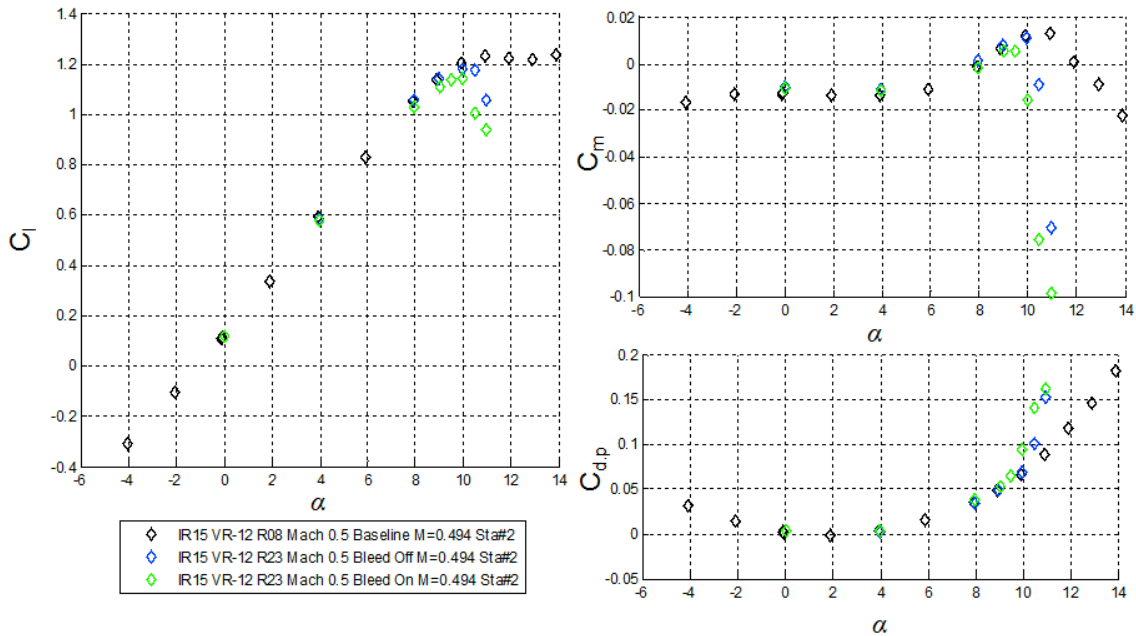 1.4
1.2
1
0.8
0.6
0.4
0.2
0
-0.2
-0.4
-6 -4 -2 0 2 4 6 8 10 12 14
Cl
α
IR15 VR-12 R08 Mach 0.5 Baseline M=0.494 Sta#2
IR15 VR-12 R23 Mach 0.5 Bleed Off M=0.494 Sta#2
IR15 VR-12 R23 Mach 0.5 Bleed On M=0.494 Sta#2
0.02
0
-0.02
-0.04
-0.06
-0.08
-0.1
-6 -4 -2 0 2 4 6 8 10 12 14
Cm
α
0.2
0.15
0.1
0.05
0
-0.05
-6 -4 -2 0 2 4 6 8 10 12 14
Cd.p
α